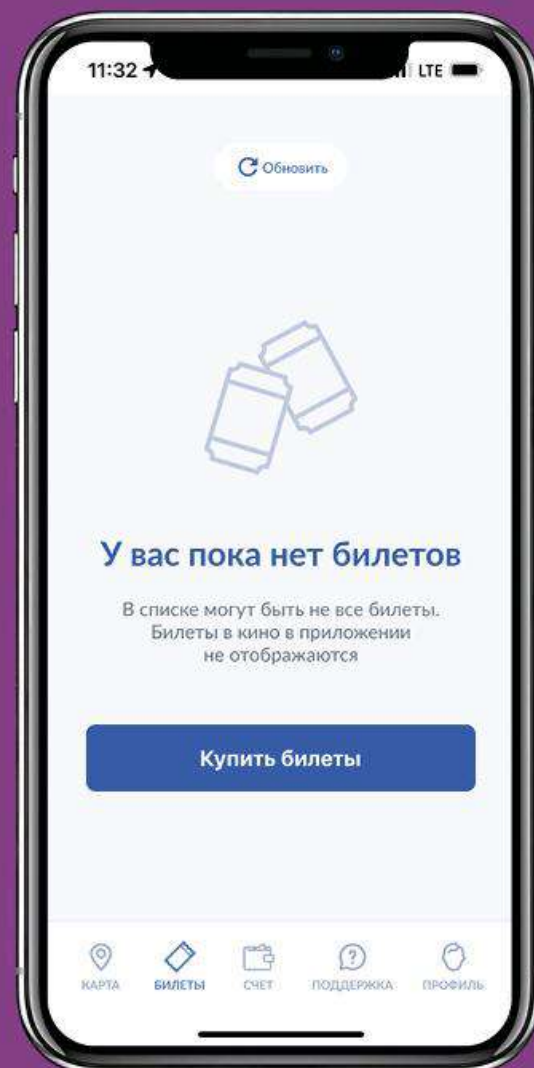 11:32
LTE
Обновить
У вас пока нет билетов
В списке могут быть не все билеты.
Билеты в кино в приложении
не отображаются
Купить билеты
КАРТА БИЛЕТЫ СЧЕТ ПОДДЕРЖКА ПРОФИЛЬ